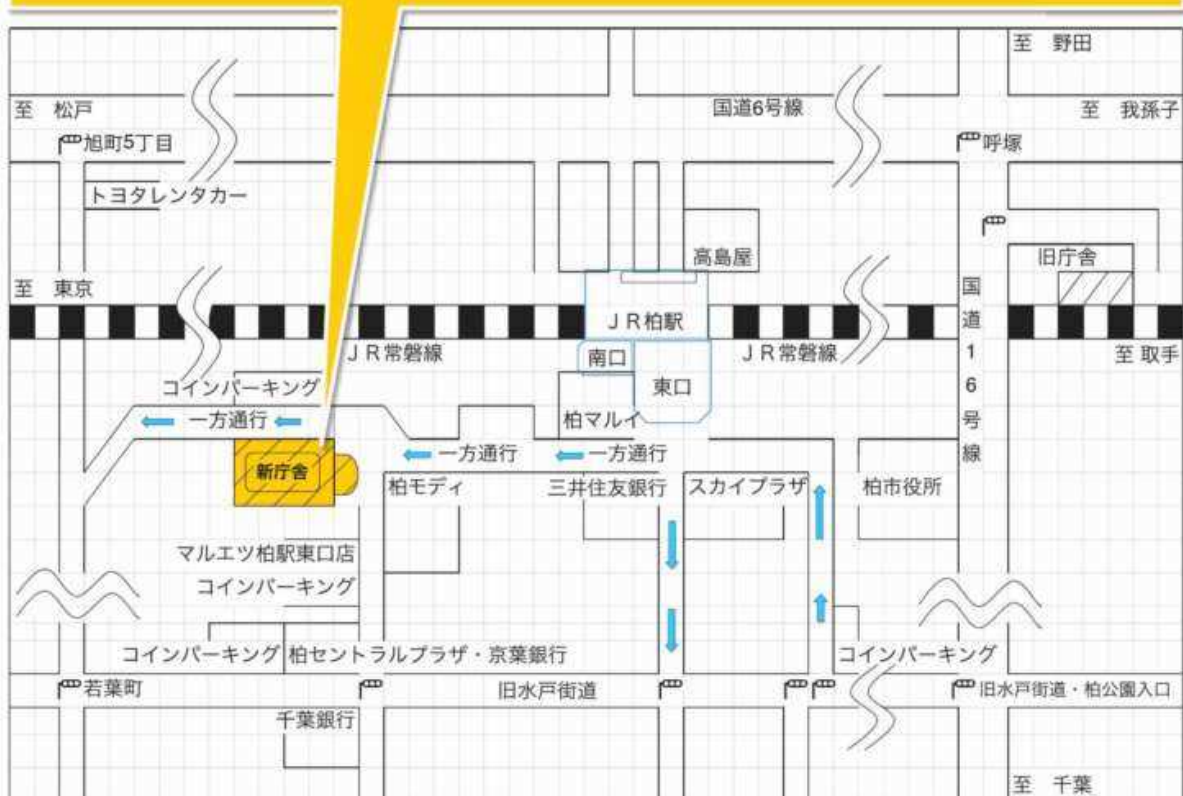 至　野田
至　松戸
国道6号線
至　我孫子
旭町5丁目
呼塚
トヨタレンタカー
高島屋
旧庁舎
至　東京
国道16号線
ＪＲ柏駅
ＪＲ常磐線
南口
ＪＲ常磐線
至 取手
コインパーキング
東口
一方通行
柏マルイ
一方通行
一方通行
新庁舎
柏モディ
三井住友銀行
スカイプラザ
柏市役所
マルエツ柏駅東口店
コインパーキング
コインパーキング
柏セントラルプラザ・京葉銀行
コインパーキング
若葉町
旧水戸街道
旧水戸街道・柏公園入口
千葉銀行
至　千葉